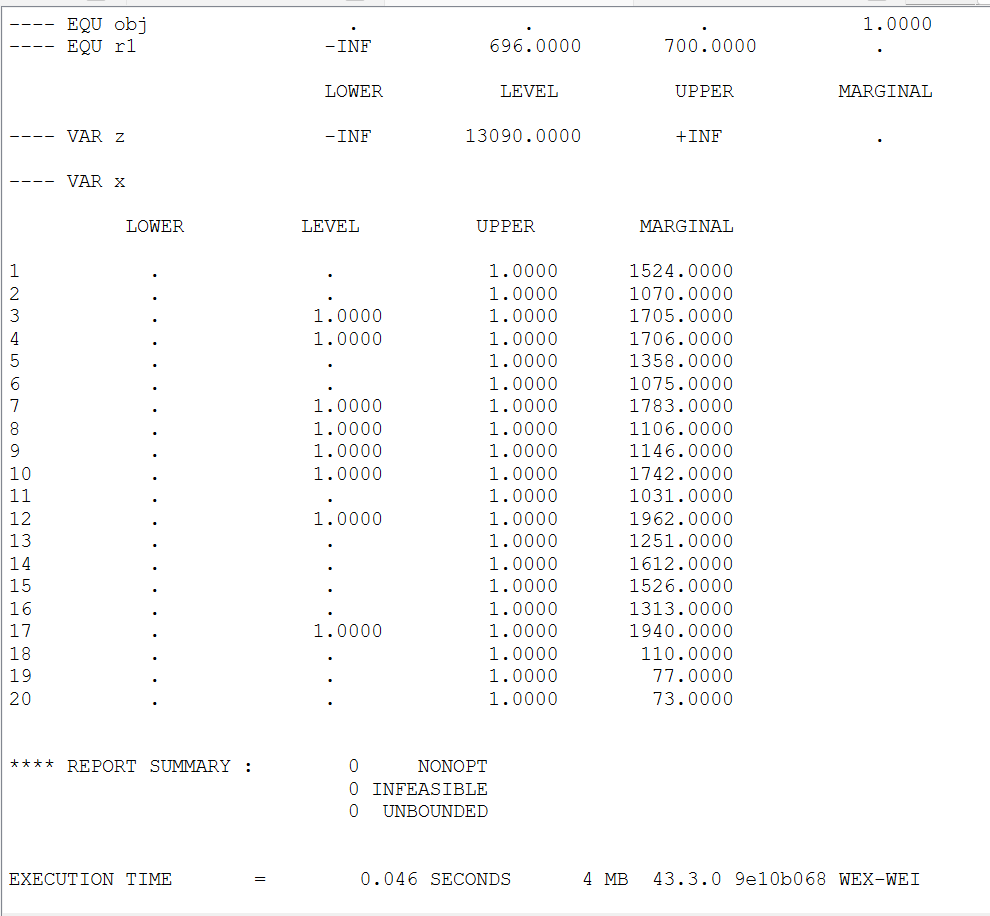 ---- EQU obj . . . 1.0000
---- EQU r1 -INF 696.0000 700.0000 .
LOWER LEVEL UPPER MARGINAL
---- VAR z -INF 13090.0000 +INF .
---- VAR x
LOWER LEVEL UPPER MARGINAL
1 . . 1.0000 1524.0000
2 . . 1.0000 1070.0000
3 . 1.0000 1.0000 1705.0000
4 . 1.0000 1.0000 1706.0000
5 . . 1.0000 1358.0000
6 . . 1.0000 1075.0000
7 . 1.0000 1.0000 1783.0000
8 . 1.0000 1.0000 1106.0000
9 . 1.0000 1.0000 1146.0000
10 . 1.0000 1.0000 1742.0000
11 . . 1.0000 1031.0000
12 . 1.0000 1.0000 1962.0000
13 . . 1.0000 1251.0000
14 . . 1.0000 1612.0000
15 . . 1.0000 1526.0000
16 . . 1.0000 1313.0000
17 . 1.0000 1.0000 1940.0000
18 . . 1.0000 110.0000
19 . . 1.0000 77.0000
20 . . 1.0000 73.0000
**** REPORT SUMMARY : 0 NONOPT
0 INFEASIBLE
0 UNBOUNDED
EXECUTION TIME = 0.046 SECONDS 4 MB 43.3.0 9e10b068 WEX-WEI